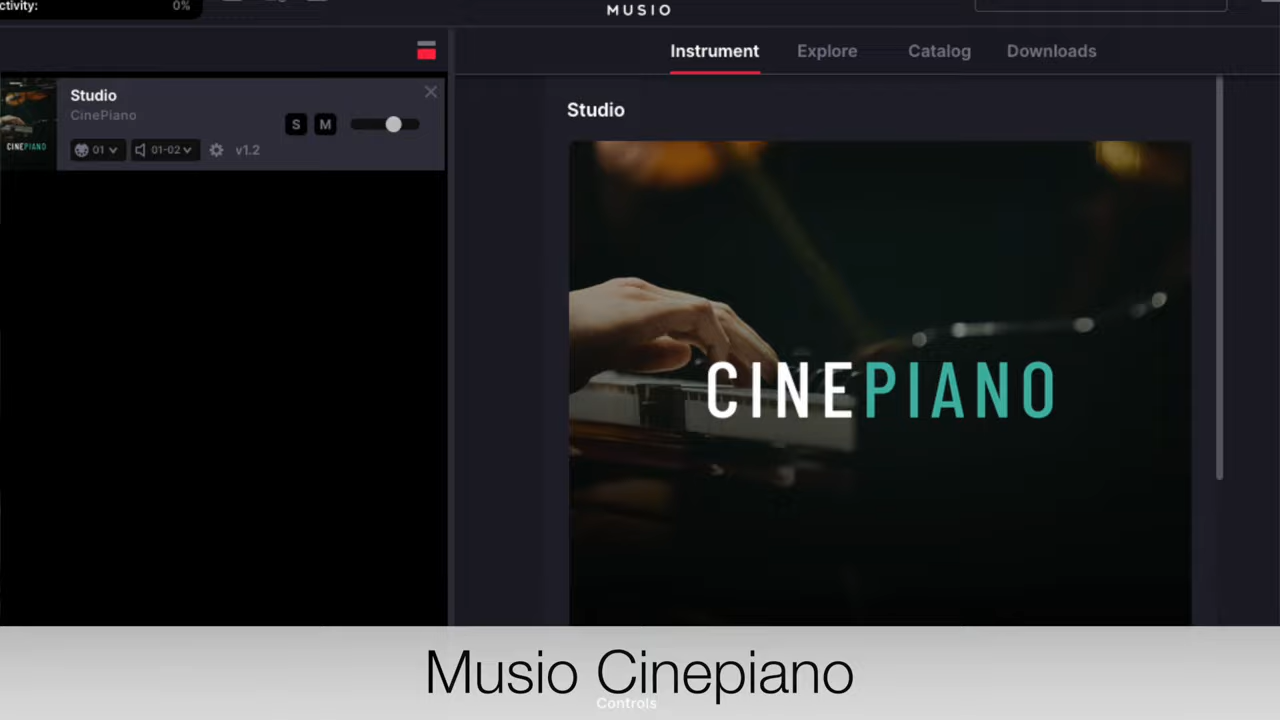 ctivity: 0%
MUSIO
Instrument Explore Catalog Downloads
Studio
CinePiano
S M
01 01-02 v1.2
CINEPIANO
Studio
CINEPIANO
Musio Cinepiano
Controls